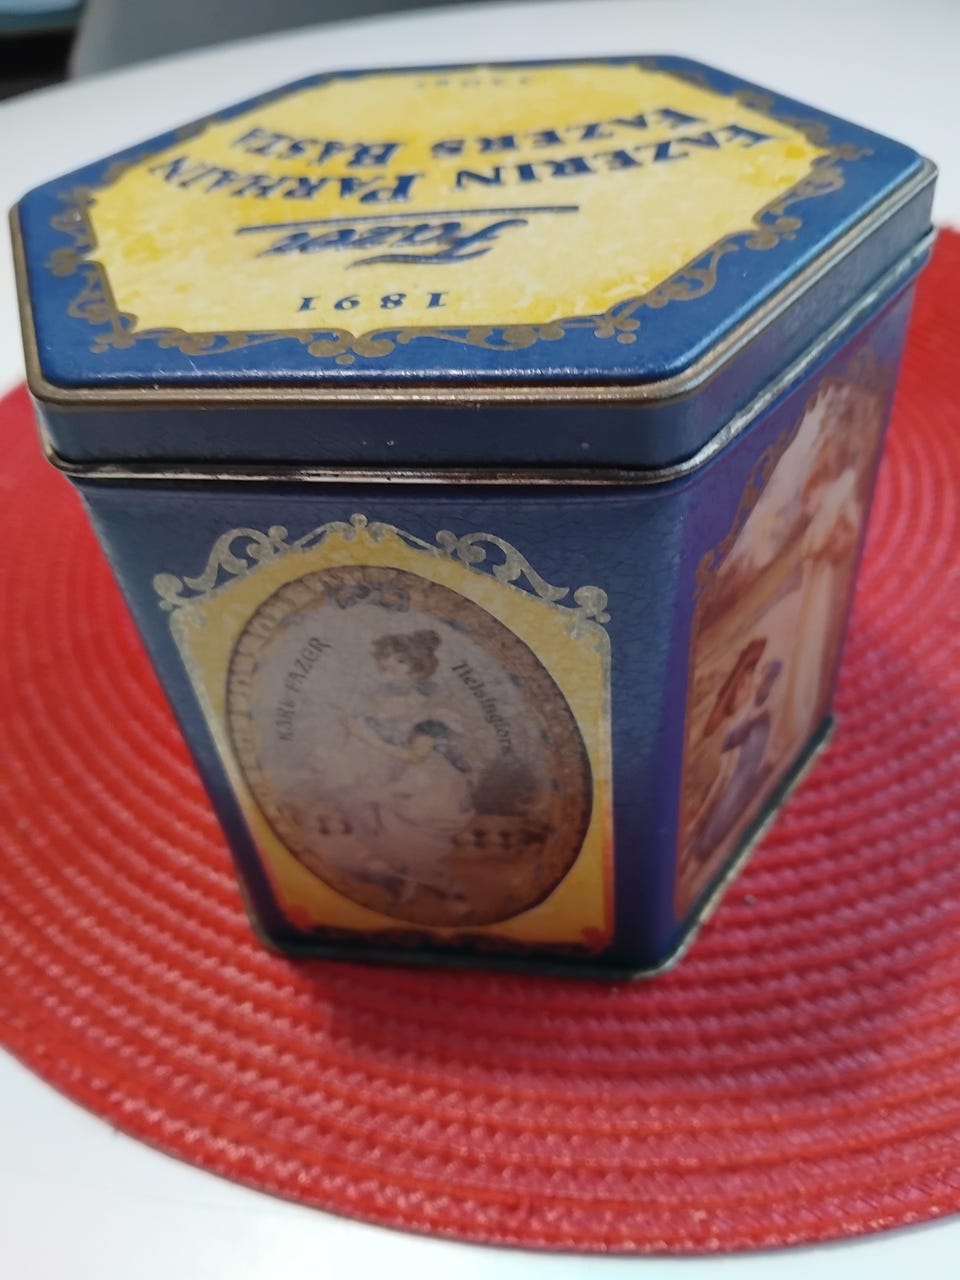 1891
Fazer
FAZERIN PARHAIN
FAZERS BÄSTA
KARL FAZER
Helsingfors